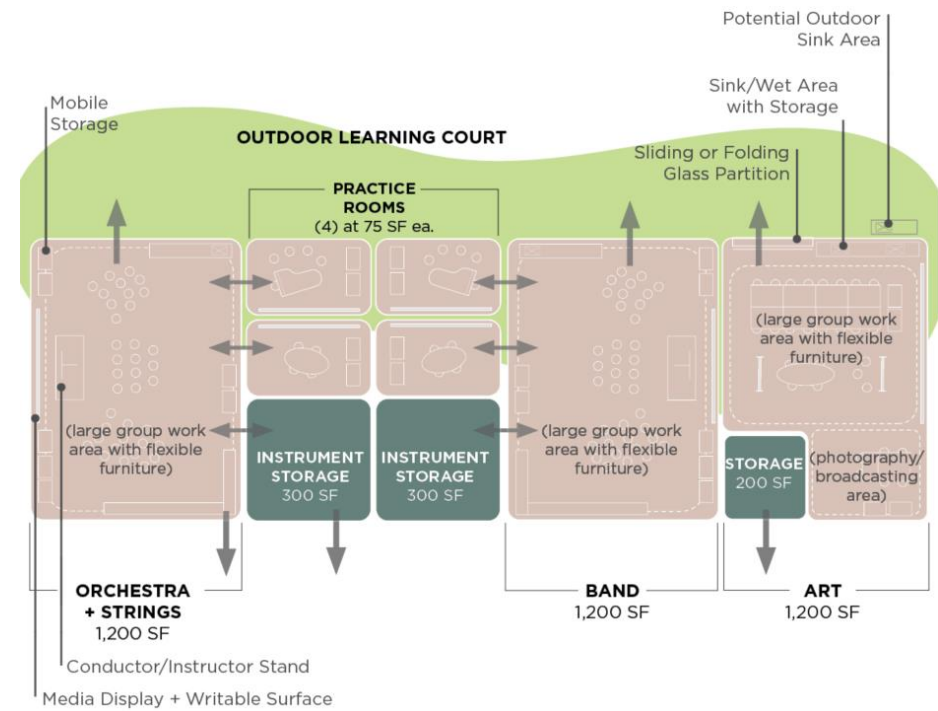 Potential Outdoor
Sink Area
Sink/Wet Area
with Storage
Mobile
Storage
OUTDOOR LEARNING COURT
Sliding or Folding
Glass Partition
PRACTICE
ROOMS
(4) at 75 SF ea.
(large group work
area with flexible
furniture)
(large group work
area with flexible
furniture)
INSTRUMENT
STORAGE
300 SF
INSTRUMENT
STORAGE
300 SF
(large group work
area with flexible
furniture)
STORAGE
200 SF
(photography/
broadcasting
area)
ORCHESTRA
+ STRINGS
1,200 SF
BAND
1,200 SF
ART
1,200 SF
Conductor/Instructor Stand
Media Display + Writable Surface